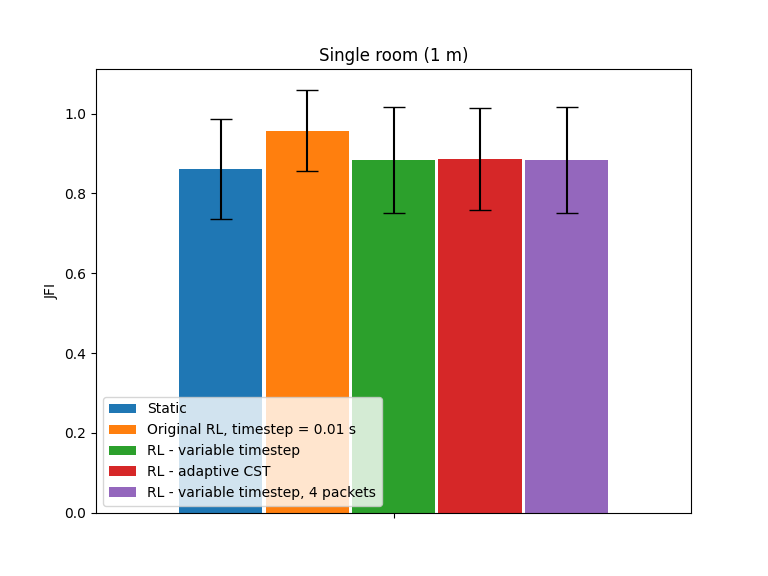 Single room (1 m)
1.0
0.8
0.6
0.4
0.2
0.0
JFI
Static
Original RL, timestep = 0.01 s
RL - variable timestep
RL - adaptive CST
RL - variable timestep, 4 packets